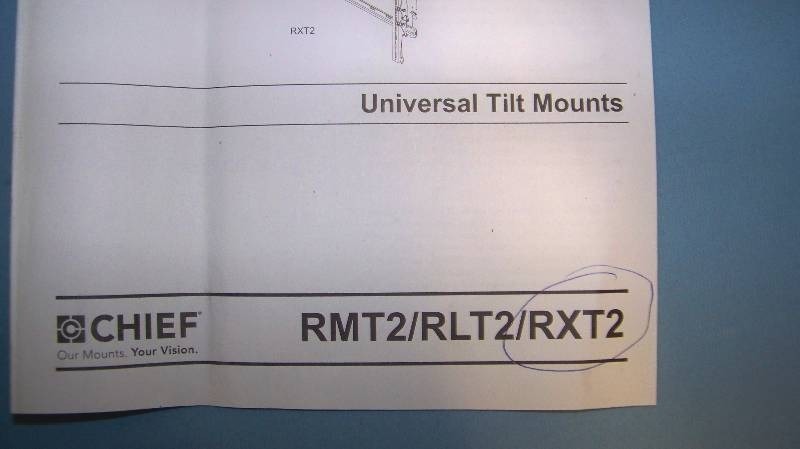 RXT2
Universal Tilt Mounts
CHIEF®
Our Mounts. Your Vision.
RMT2/RLT2/RXT2